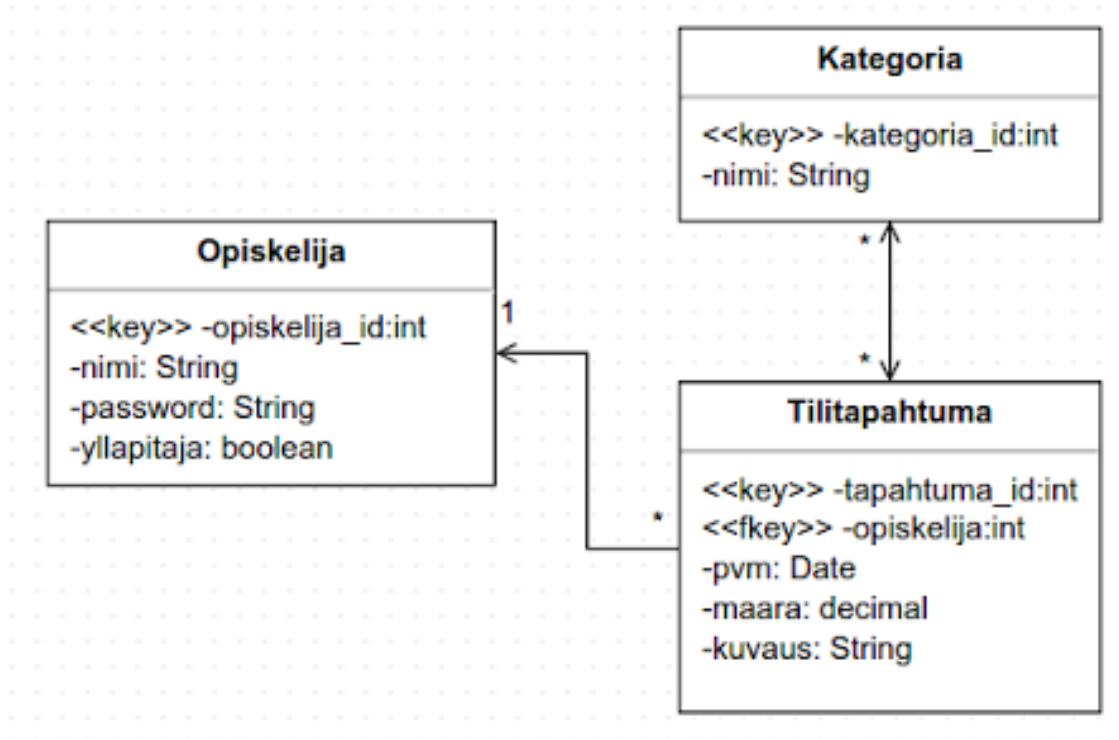 Kategoria
<<key>> -kategoria_id:int
-nimi: String
*
Opiskelija
<<key>> -opiskelija_id:int
-nimi: String
-password: String
-yllapitaja: boolean
1
*
*
Tilitapahtuma
<<key>> -tapahtuma_id:int
<<fkey>> -opiskelija:int
-pvm: Date
-maara: decimal
-kuvaus: String